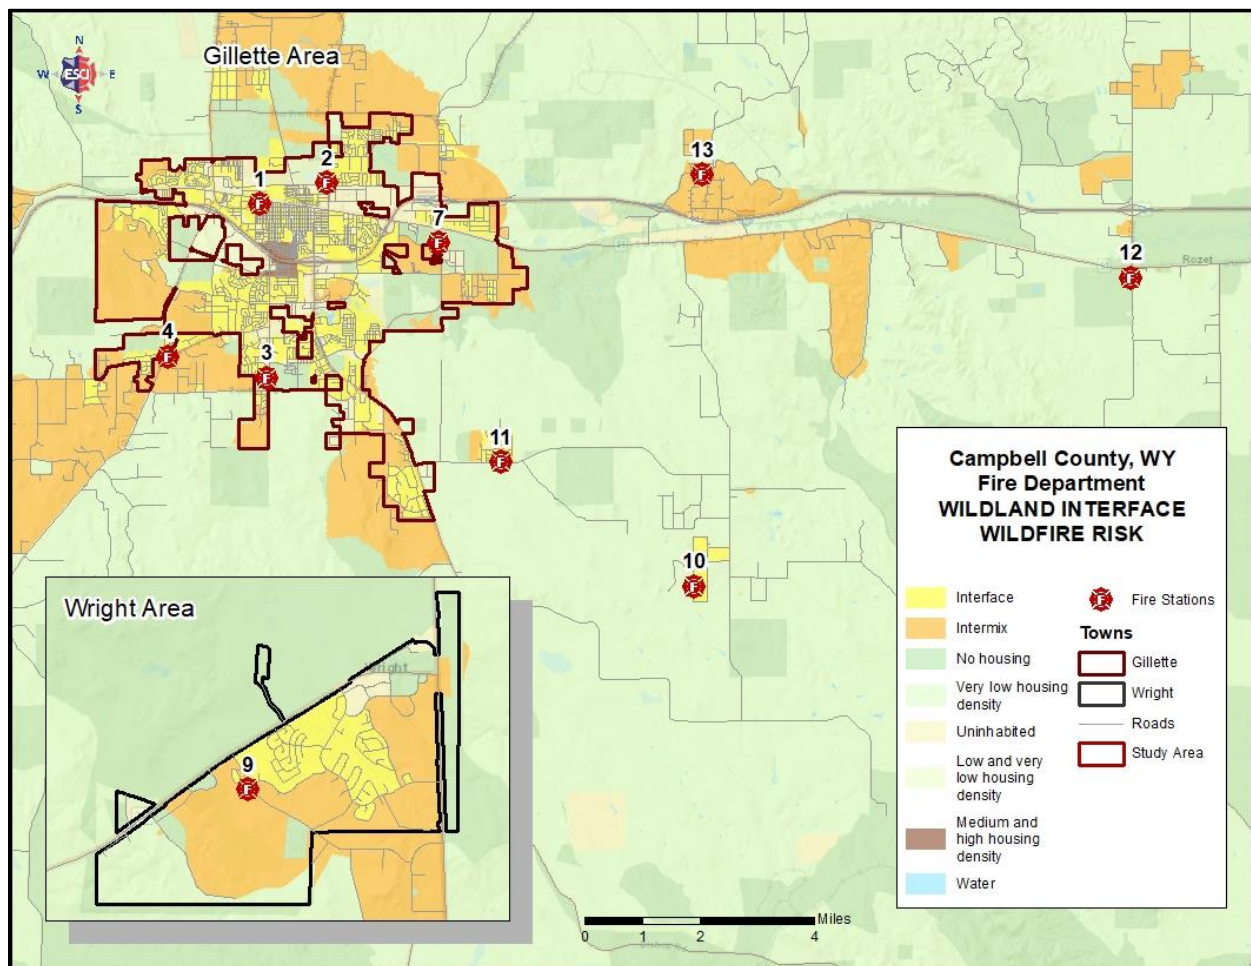 Gillette Area
N
W
ESCI
E
S
1
2
13
7
12
Rozet
4
3
11
10
Campbell County, WY
Fire Department
WILDLAND INTERFACE
WILDFIRE RISK
Interface
Intermix
No housing
Very low housing
density
Uninhabited
Low and very
low housing
density
Medium and
high housing
density
Water
F Fire Stations
Towns
Gillette
Wright
Roads
Study Area
Wright Area
Wright
9
Miles
0 1 2 4